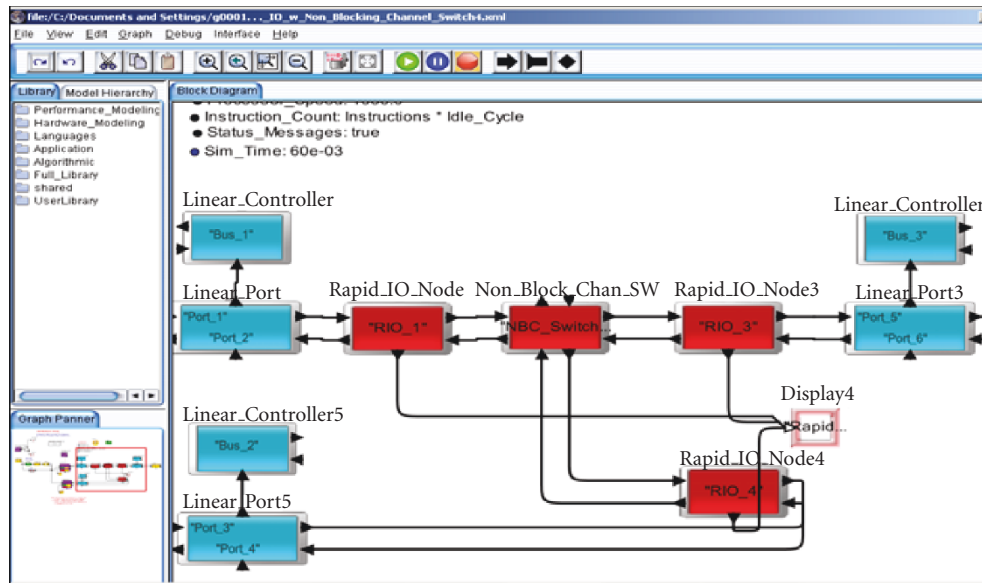 file:/C:/Documents and Settings/g0001..._IO_w_Non_Blocking_Channel_Switch4.xml
File View Edit Graph Debug Interface Help
Library Model Hierarchy
Performance_Modeling
Hardware_Modeling
Languages
Application
Algorithmic
Full_Library
shared
UserLibrary
Graph Panner
Block Diagram
Instruction_Count: Instructions * Idle_Cycle
Status_Messages: true
Sim_Time: 60e-03
Linear_Controller
"Bus_1"
Linear_Controller
"Bus_3"
Linear_Port
"Port_1"
"Port_2"
Rapid_IO_Node
"RIO_1"
Non_Block_Chan_SW
"NBC_Switch...
Rapid_IO_Node3
"RIO_3"
Linear_Port3
"Port_5"
"Port_6"
Display4
"Rapid...
Linear_Controller5
"Bus_2"
Rapid_IO_Node4
"RIO_4"
Linear_Port5
"Port_3"
"Port_4"